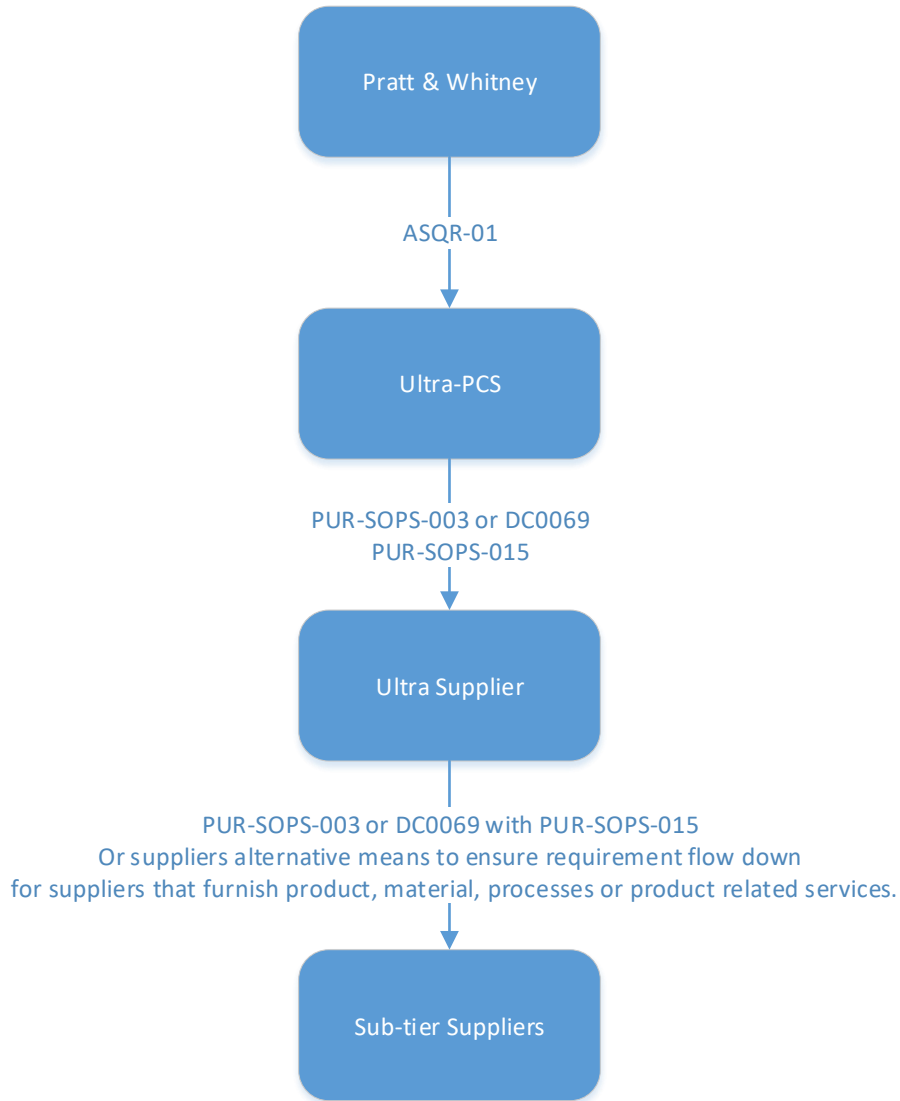 Pratt & Whitney
ASQR-01
Ultra-PCS
PUR-SOPS-003 or DC0069
PUR-SOPS-015
Ultra Supplier
PUR-SOPS-003 or DC0069 with PUR-SOPS-015
Or suppliers alternative means to ensure requirement flow down
for suppliers that furnish product, material, processes or product related services.
Sub-tier Suppliers